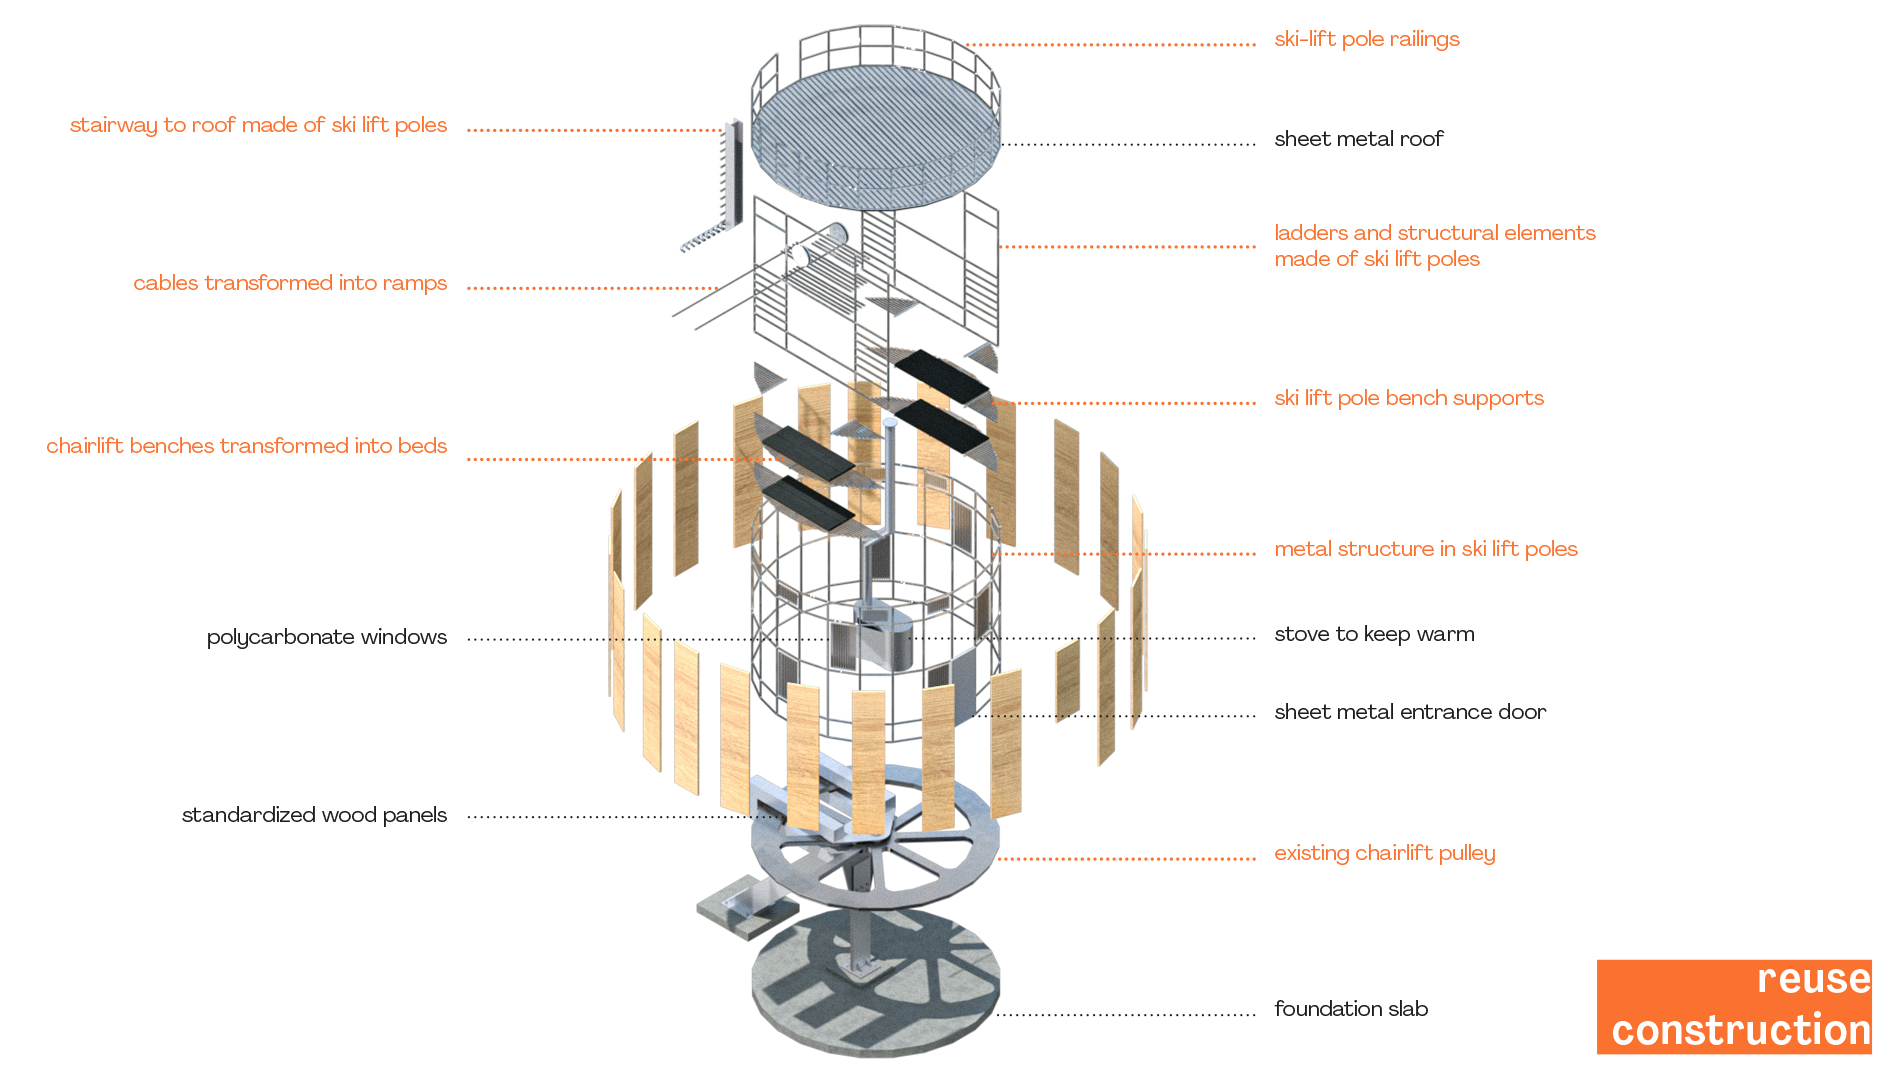 ski-lift pole railings
stairway to roof made of ski lift poles
sheet metal roof
ladders and structural elements
made of ski lift poles
cables transformed into ramps
ski lift pole bench supports
chairlift benches transformed into beds
metal structure in ski lift poles
polycarbonate windows
stove to keep warm
sheet metal entrance door
standardized wood panels
existing chairlift pulley
foundation slab
reuse
construction